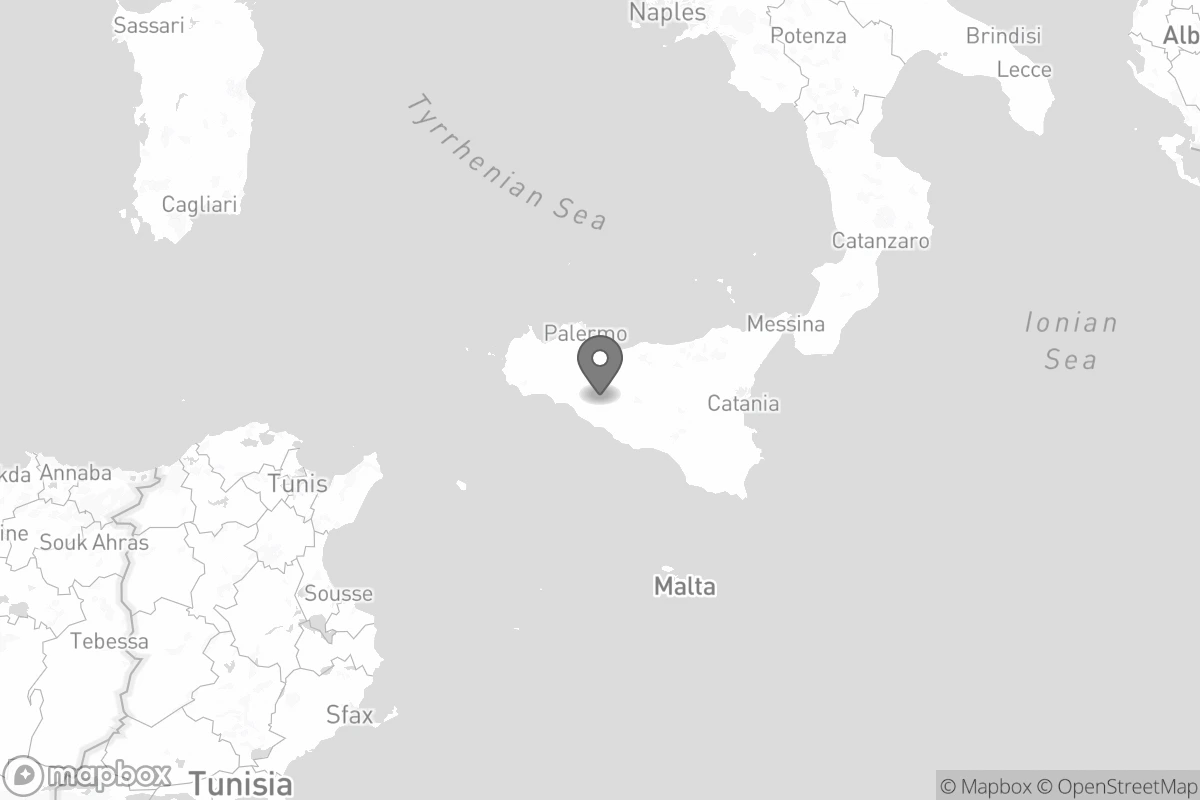 Naples
Sassari
Potenza
Brindisi
Alb
Lecce
Tyrrhenian Sea
Cagliari
Catanzaro
Ionian
Sea
Messina
Palermo
Catania
kda
Annaba
Tunis
ine
Souk Ahras
Malta
Sousse
Tebessa
Sfax
mapbox
Tunisia
© Mapbox © OpenStreetMap